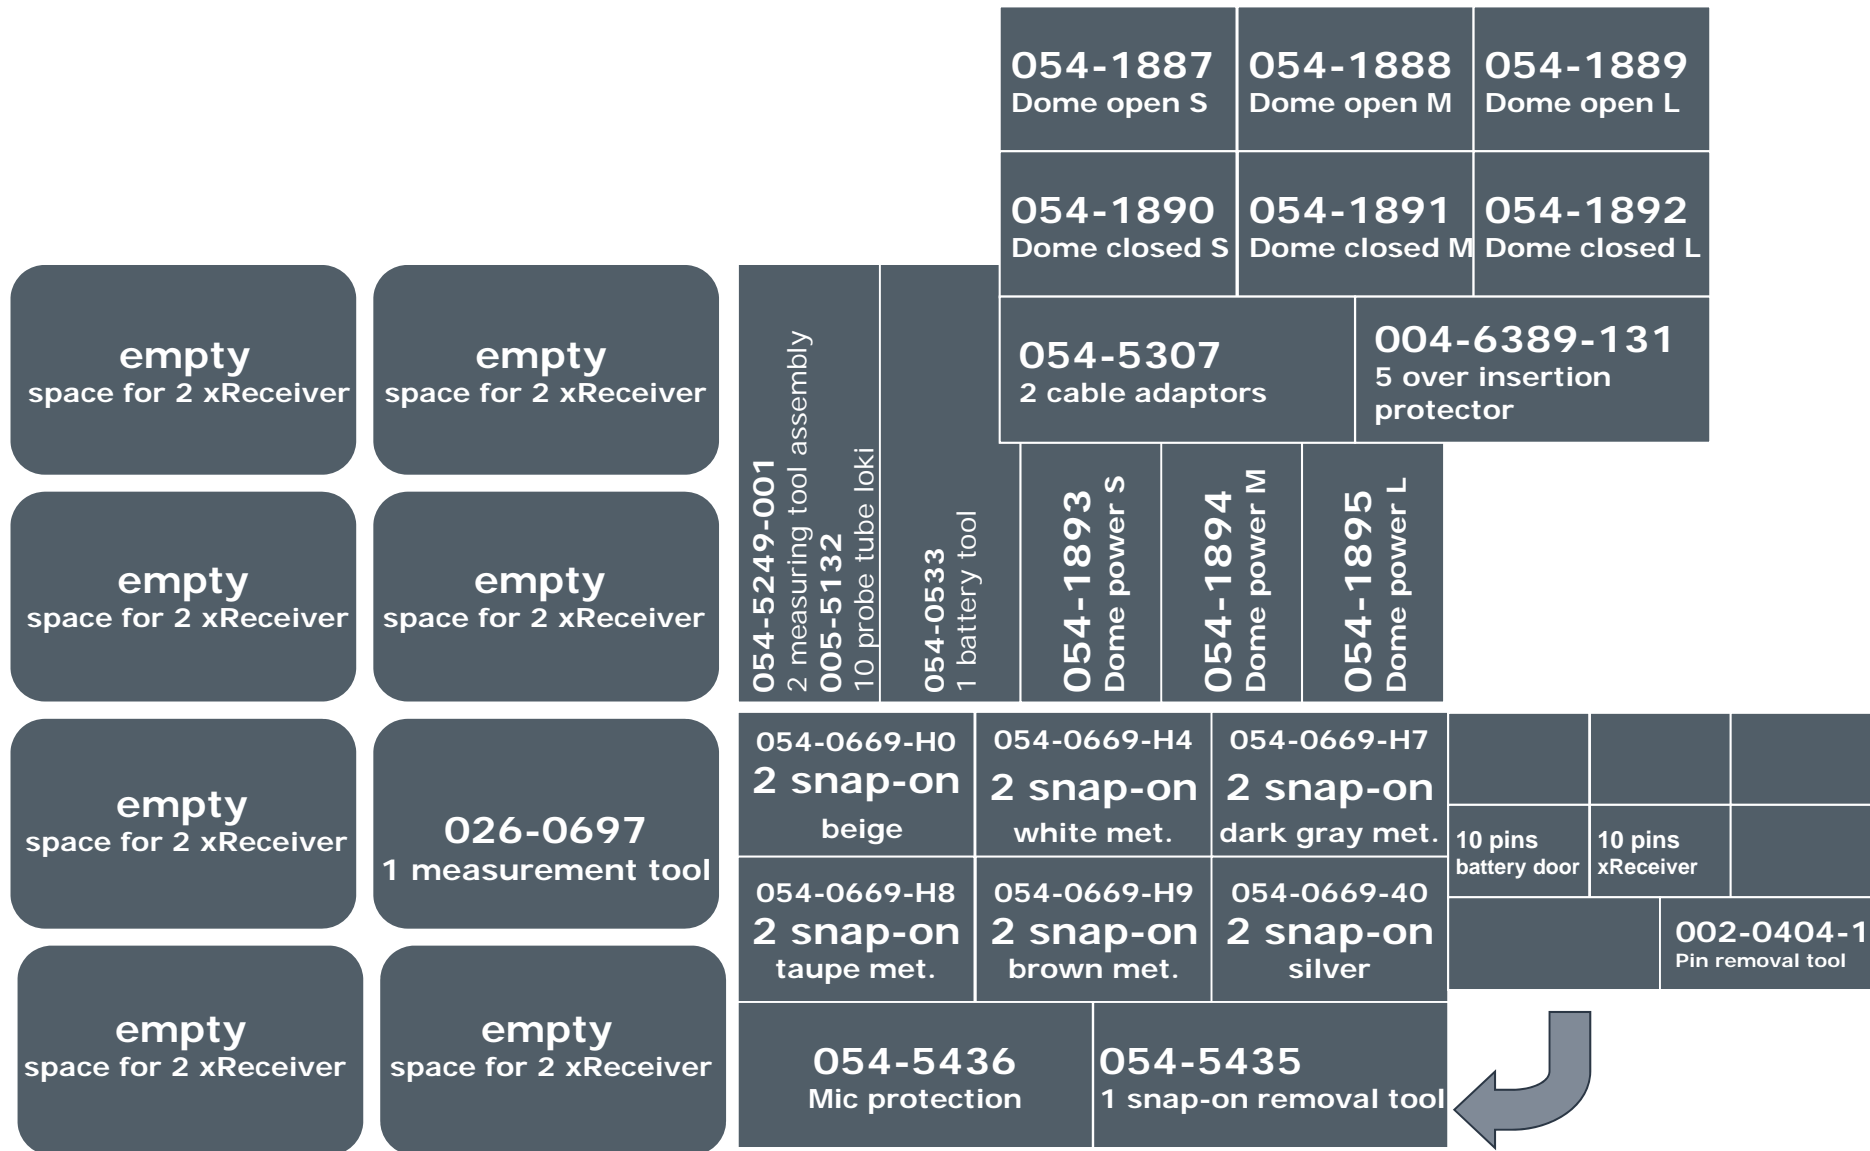 054-1887
Dome open S
054-1888
Dome open M
054-1889
Dome open L
054-1890
Dome closed S
054-1891
Dome closed M
054-1892
Dome closed L
054-5307
2 cable adaptors
004-6389-131
5 over insertion
protector
empty
space for 2 xReceiver
empty
space for 2 xReceiver
empty
space for 2 xReceiver
empty
space for 2 xReceiver
empty
space for 2 xReceiver
026-0697
1 measurement tool
empty
space for 2 xReceiver
empty
space for 2 xReceiver
054-5249-001
2 measuring tool assembly
005-5132
10 probe tube loki
054-0533
1 battery tool
054-1893
Dome power S
054-1894
Dome power M
054-1895
Dome power L
054-0669-H0
2 snap-on
beige
054-0669-H4
2 snap-on
white met.
054-0669-H7
2 snap-on
dark gray met.
054-0669-H8
2 snap-on
taupe met.
054-0669-H9
2 snap-on
brown met.
054-0669-40
2 snap-on
silver
054-5436
Mic protection
054-5435
1 snap-on removal tool
10 pins
battery door
10 pins
xReceiver
002-0404-1
Pin removal tool